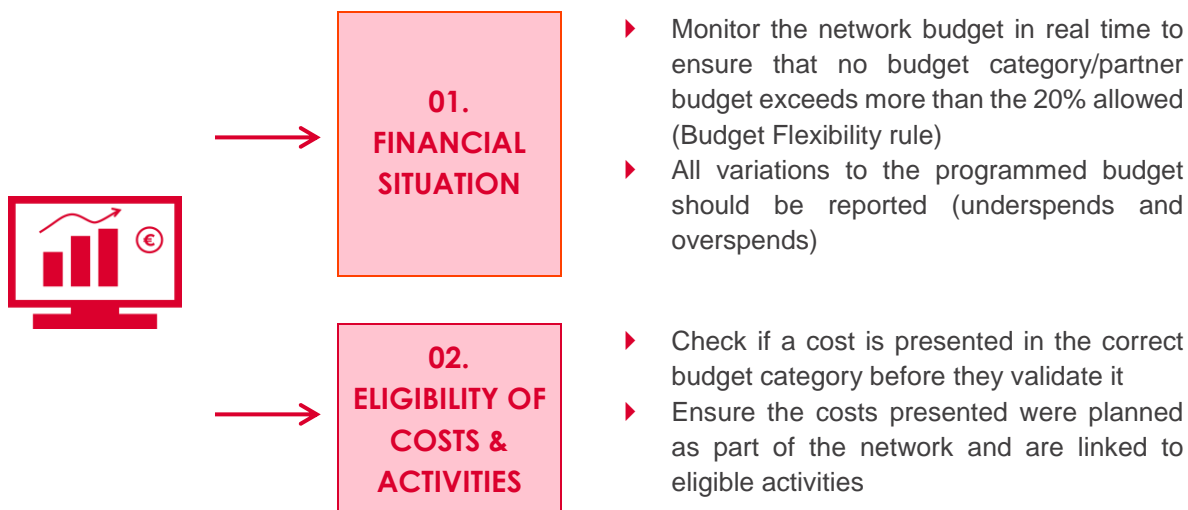 01.
FINANCIAL
SITUATION
Monitor the network budget in real time to
ensure that no budget category/partner
budget exceeds more than the 20% allowed
(Budget Flexibility rule)
All variations to the programmed budget
should be reported (underspends and
overspends)
€
02.
ELIGIBILITY OF
COSTS &
ACTIVITIES
Check if a cost is presented in the correct
budget category before they validate it
Ensure the costs presented were planned
as part of the network and are linked to
eligible activities